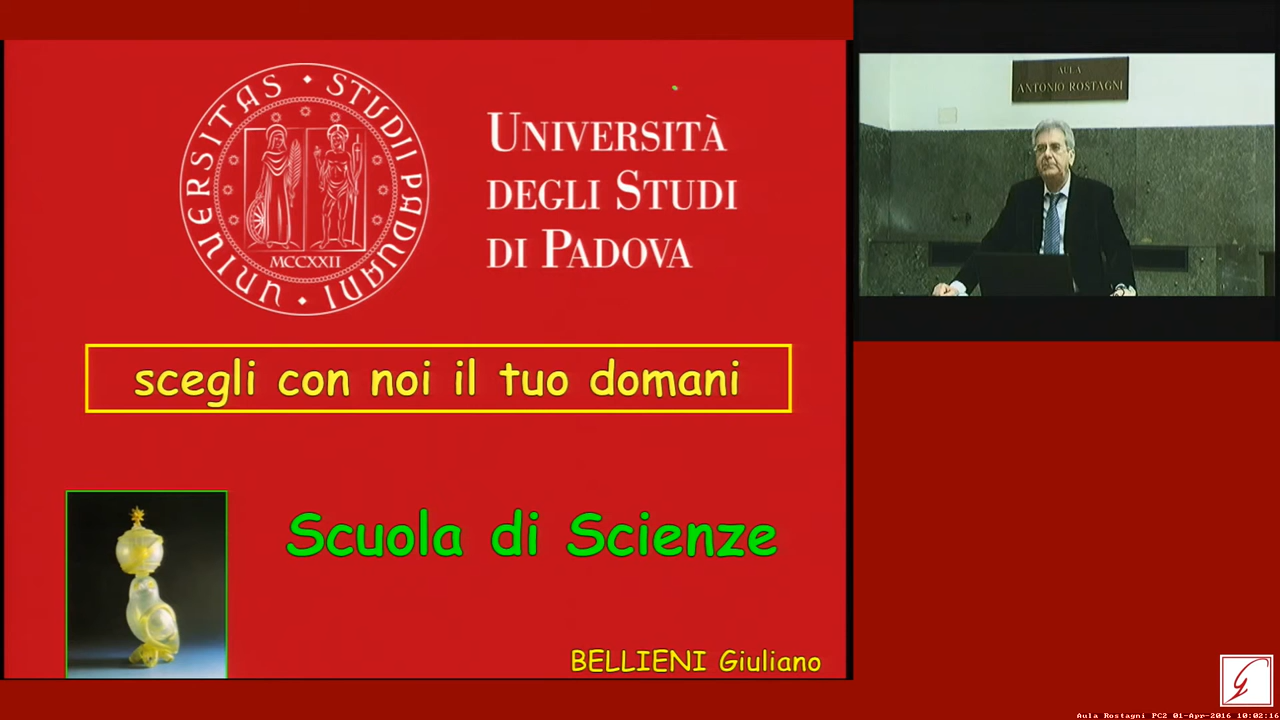 UNIVERSITAS • STUDII PADUANI •
MCCXXII
UNIVERSITÀ
DEGLI STUDI
DI PADOVA
scegli con noi il tuo domani
Scuola di Scienze
BELLIENI Giuliano
AULA
ANTONIO ROSTAGNI
Aula Rostagni PC2 01-Apr-2016 10:02:16